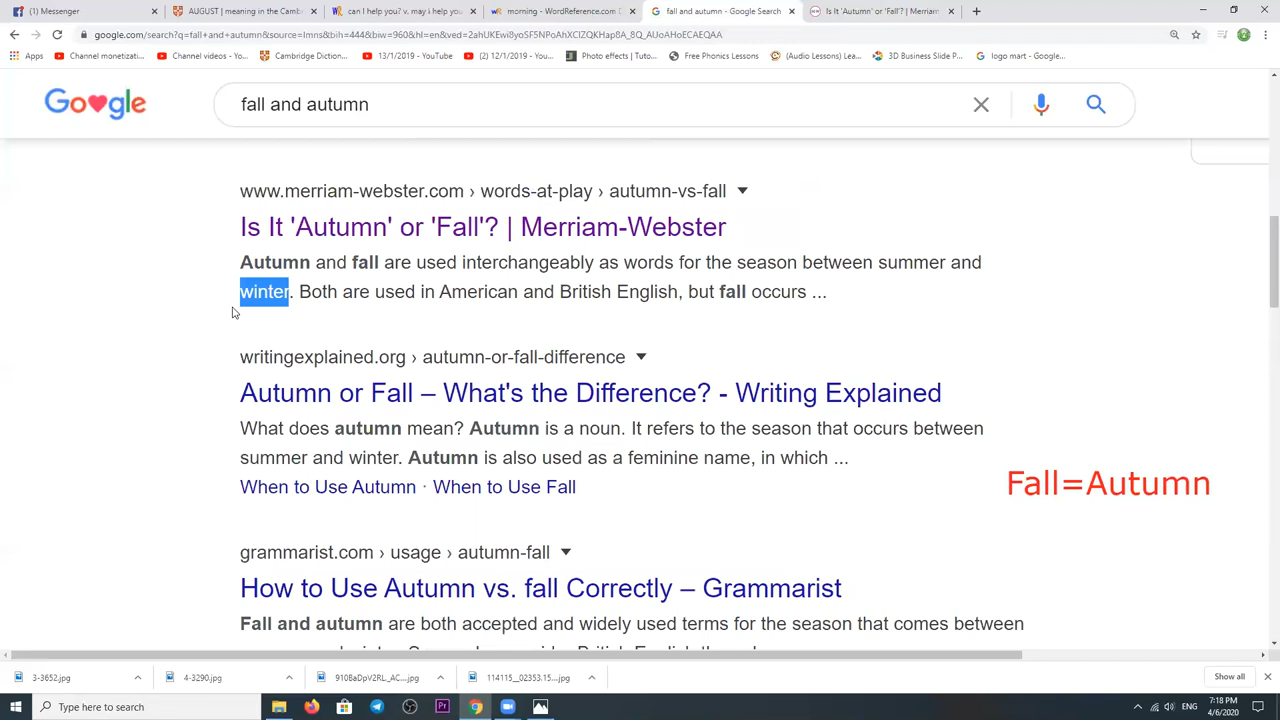 Messenger
AUGUST | meaning in the Camb
can I help you? v. may i help you
morning - WordReference.com
fall and autumn - Google Search
Is It 'Autumn' or 'Fall'? | Merriam
google.com/search?q=fall+and+autumn&source=lmns&bih=444&biw=960&hl=en&ved=2ahUKEwi8yoSF5NPoAhXClZQKHap8A_8Q_AUoAHoECAEQAA
Apps
Channel monetizati...
Channel videos - Yo...
Cambridge Diction...
13/1/2019 - YouTube
(2) 12/1/2019 - You...
Photo effects | Tuto...
Free Phonics Lessons
(Audio Lessons) Lea...
3D Business Slide P...
logo mart - Google...
Google
fall and autumn
www.merriam-webster.com › words-at-play › autumn-vs-fall
Is It 'Autumn' or 'Fall'? | Merriam-Webster
Autumn and fall are used interchangeably as words for the season between summer and
winter. Both are used in American and British English, but fall occurs ...
writingexplained.org › autumn-or-fall-difference
Autumn or Fall – What's the Difference? - Writing Explained
What does autumn mean? Autumn is a noun. It refers to the season that occurs between
summer and winter. Autumn is also used as a feminine name, in which ...
When to Use Autumn · When to Use Fall
Fall=Autumn
grammarist.com › usage › autumn-fall
How to Use Autumn vs. fall Correctly – Grammarist
Fall and autumn are both accepted and widely used terms for the season that comes between
3-3652.jpg
4-3290.jpg
9108aDpV2RL_AC....jpg
114115__02353.15....jpg
Show all
Type here to search
ENG
7:18 PM
4/6/2020